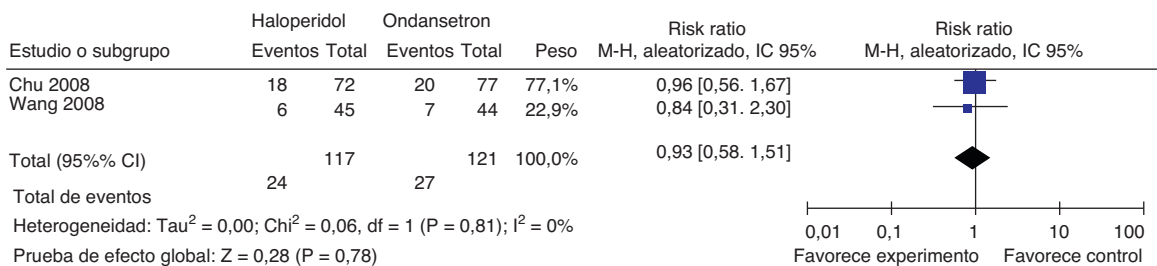 Haloperidol Ondansetron Risk ratio Risk ratio
Estudio o subgrupo Eventos Total Eventos Total Peso M-H, aleatorizado, IC 95% M-H, aleatorizado, IC 95%
Chu 2008 18 72 20 77 77,1% 0,96 [0,56. 1,67]
Wang 2008 6 45 7 44 22,9% 0,84 [0,31. 2,30]
Total (95%% CI) 117 121 100,0% 0,93 [0,58. 1,51]
Total de eventos 24 27
Heterogeneidad: Tau² = 0,00; Chi² = 0,06, df = 1 (P = 0,81); I² = 0%
0,01 0,1 1 10 100
Prueba de efecto global: Z = 0,28 (P = 0,78) Favorece experimento Favorece control